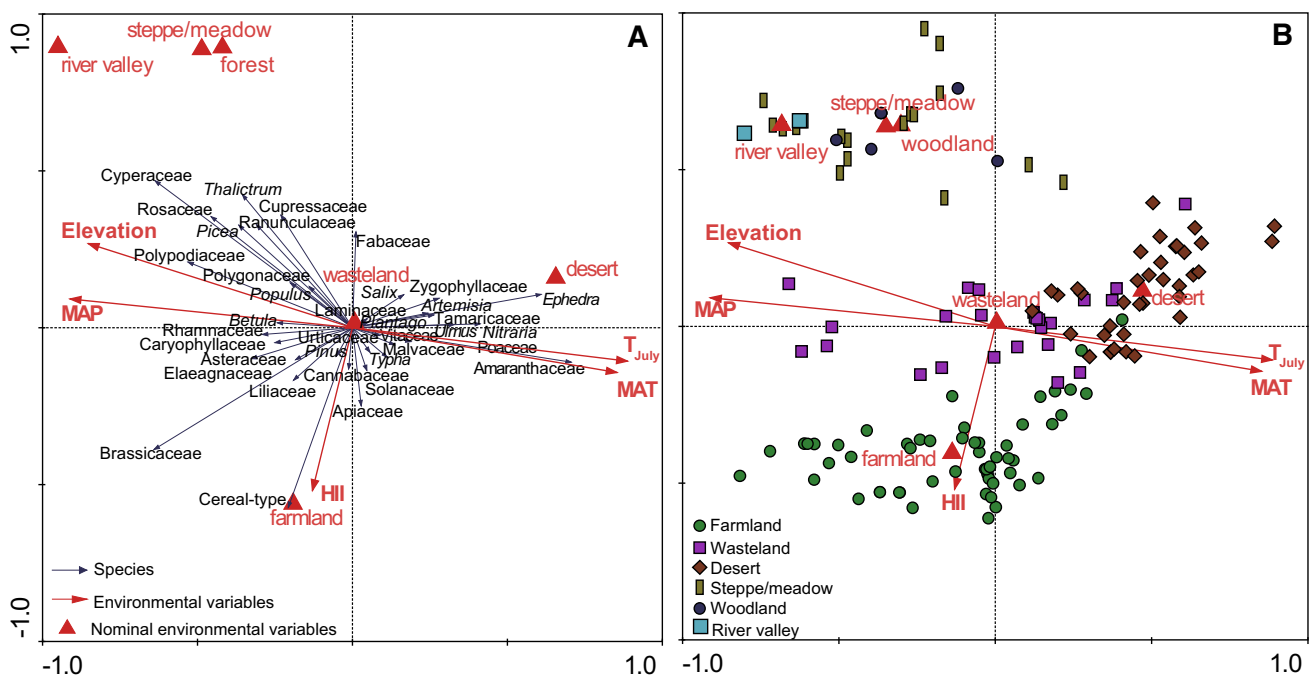 1.0
A
steppe/meadow
river valley
forest
Cyperaceae
Thalictrum
Rosaceae
Cupressaceae
Picea
Ranunculaceae
Elevation
Fabaceae
Polypodiaceae
wasteland
desert
Polygonaceae
Zygophyllaceae
Populus
Salix
Artemisia
Ephedra
MAP
Laminaceae
Betula
Plantago
Tamaricaceae
Rhamnaceae
Urticaceae
Vitaceae
Ulmus
Nitraria
Caryophyllaceae
Pinus
Malvaceae
Poaceae
TJuly
Asteraceae
Typha
Amaranthaceae
Elaeagnaceae
Cannabaceae
MAT
Liliaceae
Solanaceae
Apiaceae
Brassicaceae
Cereal-type
HII
farmland
Species
Environmental variables
Nominal environmental variables
-1.0
-1.0
1.0
B
steppe/meadow
river valley
woodland
Elevation
MAP
wasteland
desert
TJuly
MAT
farmland
HII
Farmland
Wasteland
Desert
Steppe/meadow
Woodland
River valley
-1.0
1.0